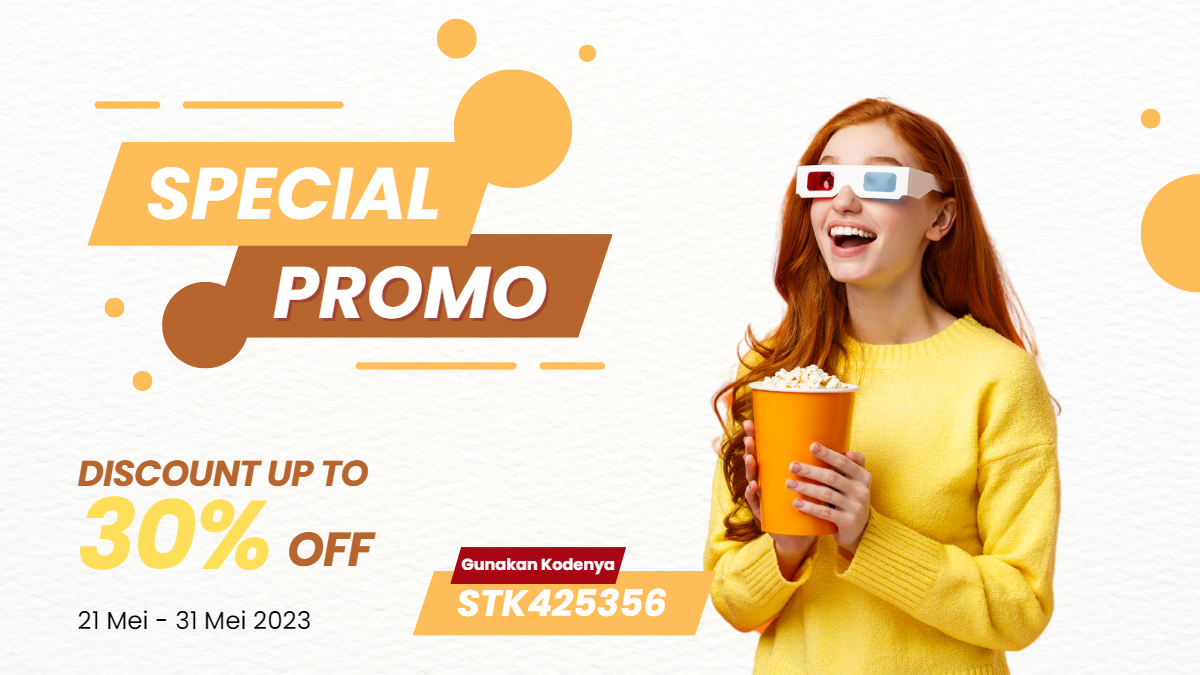 SPECIAL
PROMO
DISCOUNT UP TO
30% OFF
21 Mei - 31 Mei 2023
Gunakan Kodenya
STK425356